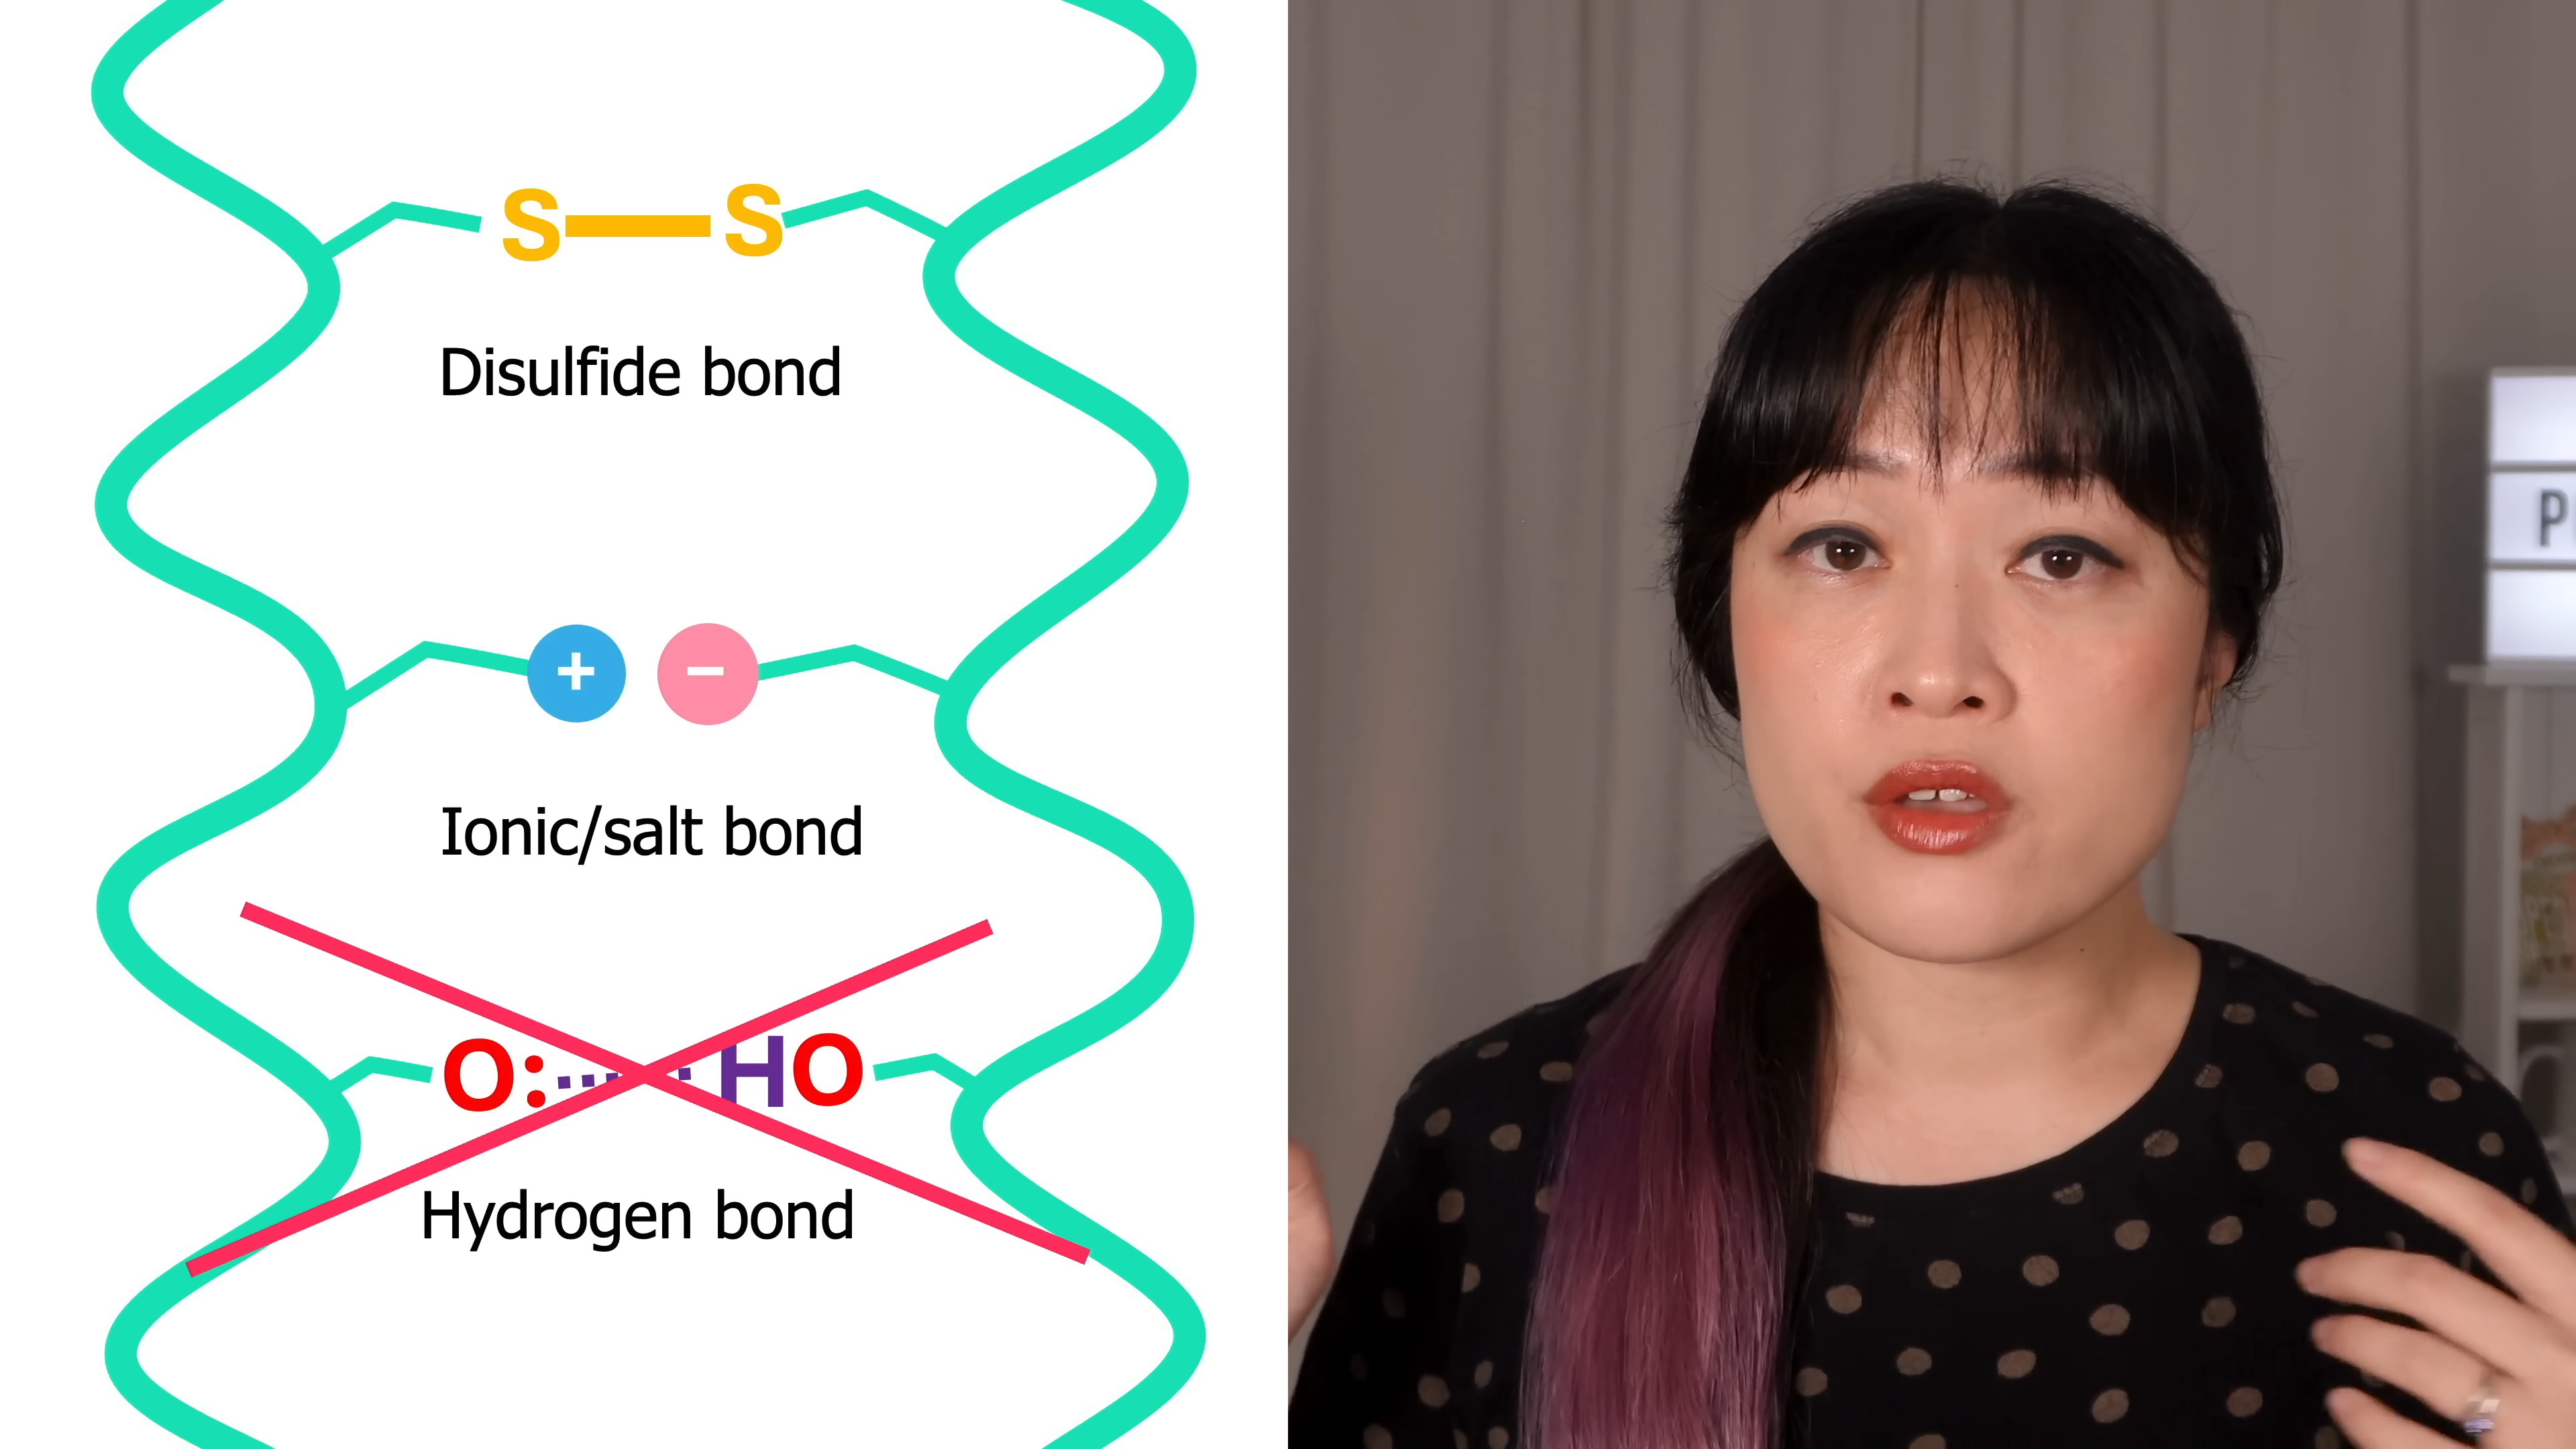 S S
Disulfide bond
+ −
Ionic/salt bond
O: HO
Hydrogen bond
P